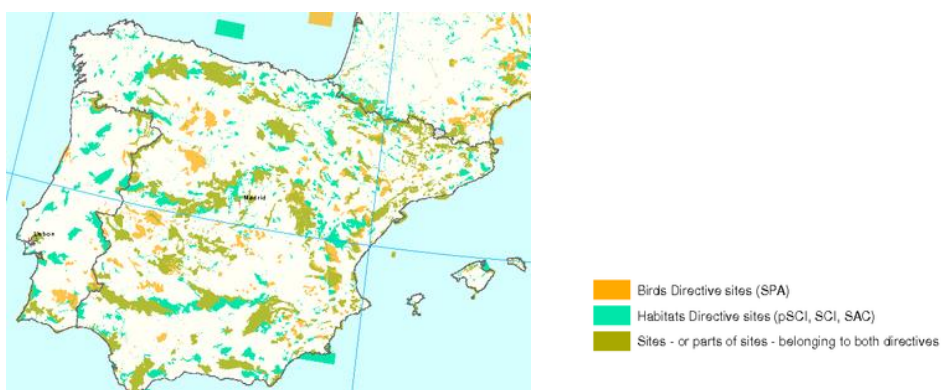 Madrid
Lisbon
Birds Directive sites (SPA)
Habitats Directive sites (pSCI, SCI, SAC)
Sites - or parts of sites - belonging to both directives